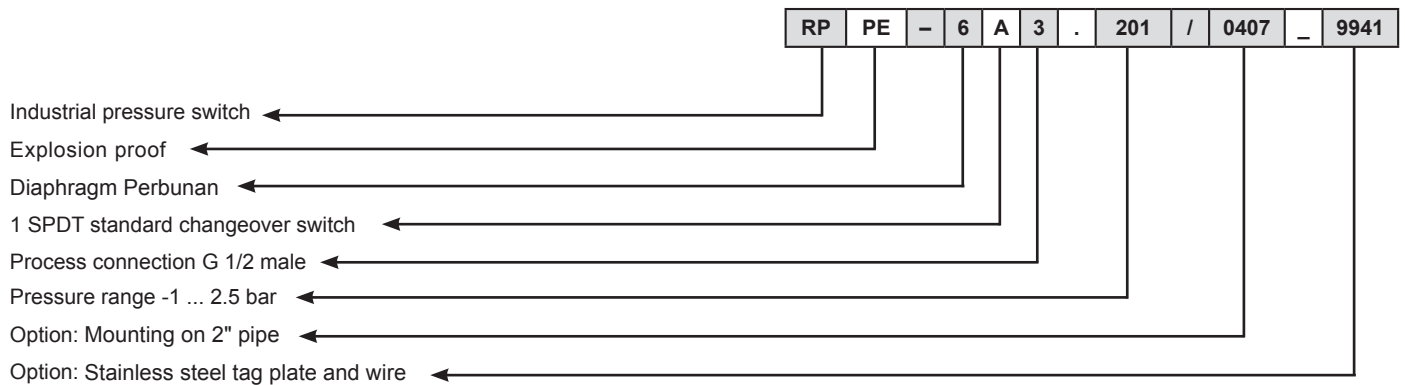 RP PE – 6 A 3 . 201 / 0407 _ 9941
Industrial pressure switch
Explosion proof
Diaphragm Perbunan
1 SPDT standard changeover switch
Process connection G 1/2 male
Pressure range -1 ... 2.5 bar
Option: Mounting on 2" pipe
Option: Stainless steel tag plate and wire